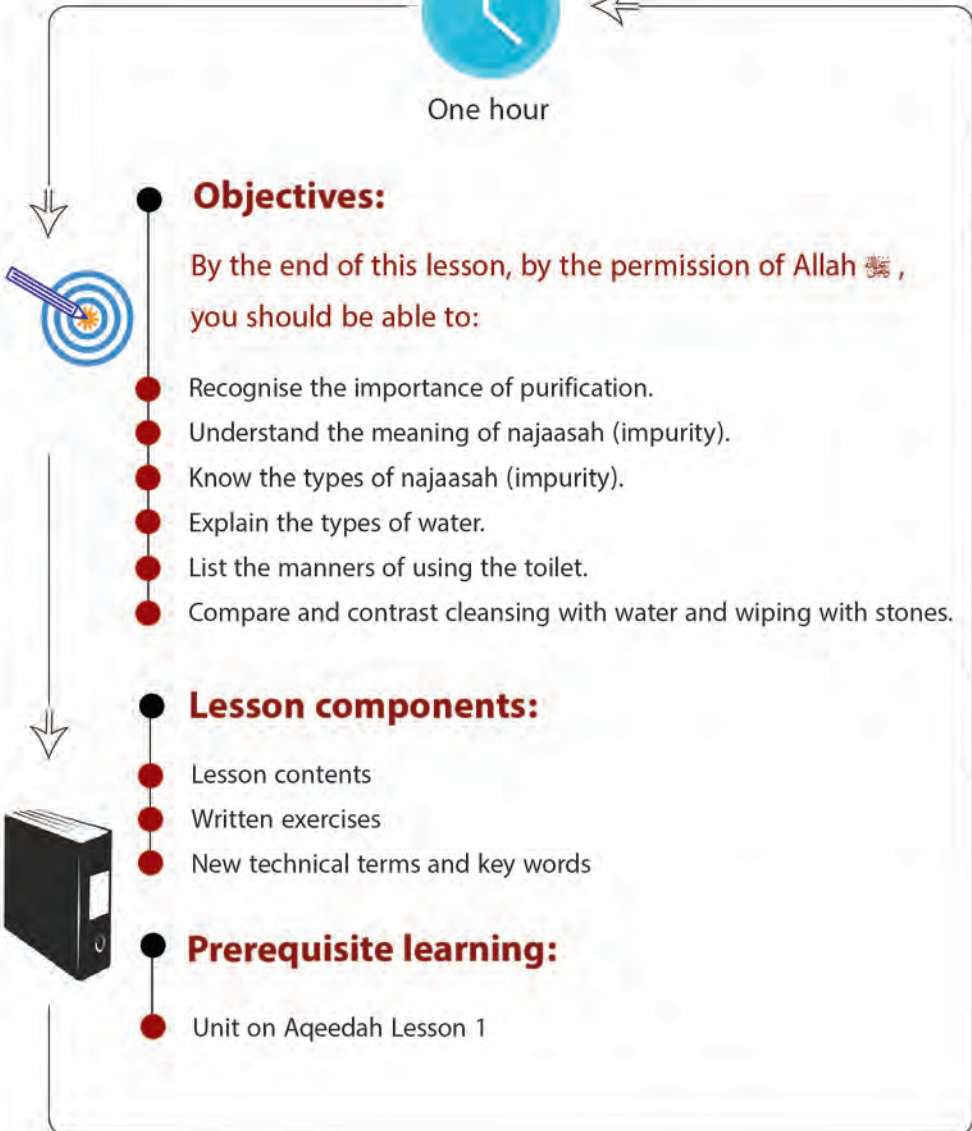 One hour
Objectives:
By the end of this lesson, by the permission of Allah ,
you should be able to:
Recognise the importance of purification.
Understand the meaning of najaasah (impurity).
Know the types of najaasah (impurity).
Explain the types of water.
List the manners of using the toilet.
Compare and contrast cleansing with water and wiping with stones.
Lesson components:
Lesson contents
Written exercises
New technical terms and key words
Prerequisite learning:
Unit on Aqeedah Lesson 1